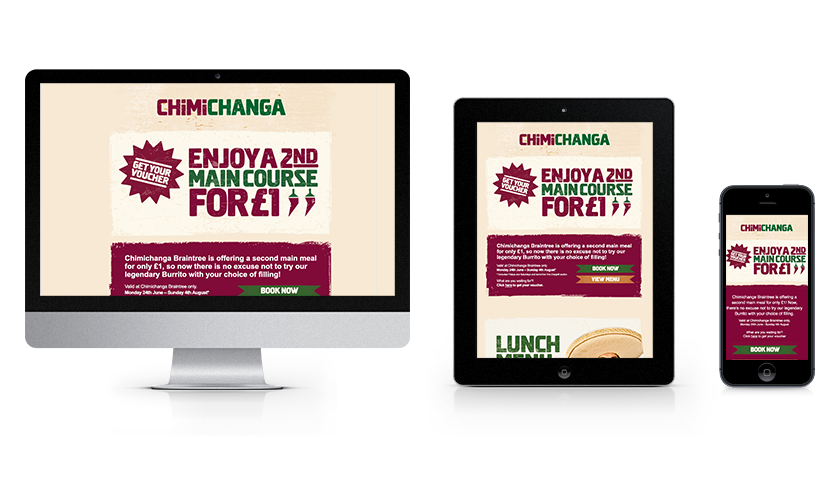 CHiMiCHANGA
GET YOUR
VOUCHER
ENJOY A 2ND
MAIN COURSE
FOR £1
Chimichanga Braintree is offering a second main meal
for only £1, so now there is no excuse not to try our
legendary Burrito with your choice of filling!
Valid at Chimichanga Braintree only.
Monday 24th June – Sunday 4th August*
BOOK NOW
CHiMiCHANGA
GET YOUR
VOUCHER
ENJOY A 2ND
MAIN COURSE
FOR £1
Chimichanga Braintree is offering a second main meal
for only £1, so now there is no excuse not to try our
legendary Burrito with your choice of filling!
Valid at Chimichanga Braintree only.
Monday 24th June – Sunday 4th August*
BOOK NOW
What are you waiting for?
Click here to get your voucher.
VIEW MENU
LUNCH
MENU
CHiMiCHANGA
GET YOUR
VOUCHER
ENJOY A 2ND
MAIN COURSE
FOR £1
Chimichanga Braintree is offering a
second main meal for only £1! Now,
there's no excuse not to try our legendary
Burrito with your choice of filling.
Valid at Chimichanga Braintree only.
Monday 24th June - Sunday 4th August
What are you waiting for?
Click here to get your voucher
BOOK NOW